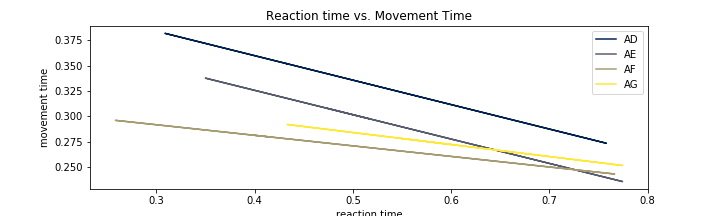 Reaction time vs. Movement Time
movement time
0.375
0.350
0.325
0.300
0.275
0.250
AD
AE
AF
AG
0.3 0.4 0.5 0.6 0.7 0.8
reaction time